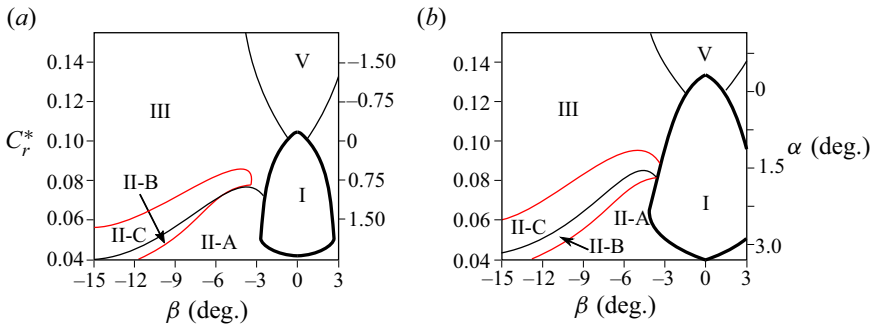 (a)
(b)
0.14
0.12
0.10
0.08
0.06
0.04
C*r
III
V
I
II-B
II-C
II-A
−1.50
−0.75
0
0.75
1.50
−15 −12 −9 −6 −3 0 3
β (deg.)
0.14
0.12
0.10
0.08
0.06
0.04
III
V
I
II-C
II-A
II-B
0
1.5
3.0
α (deg.)
−15 −12 −9 −6 −3 0 3
β (deg.)